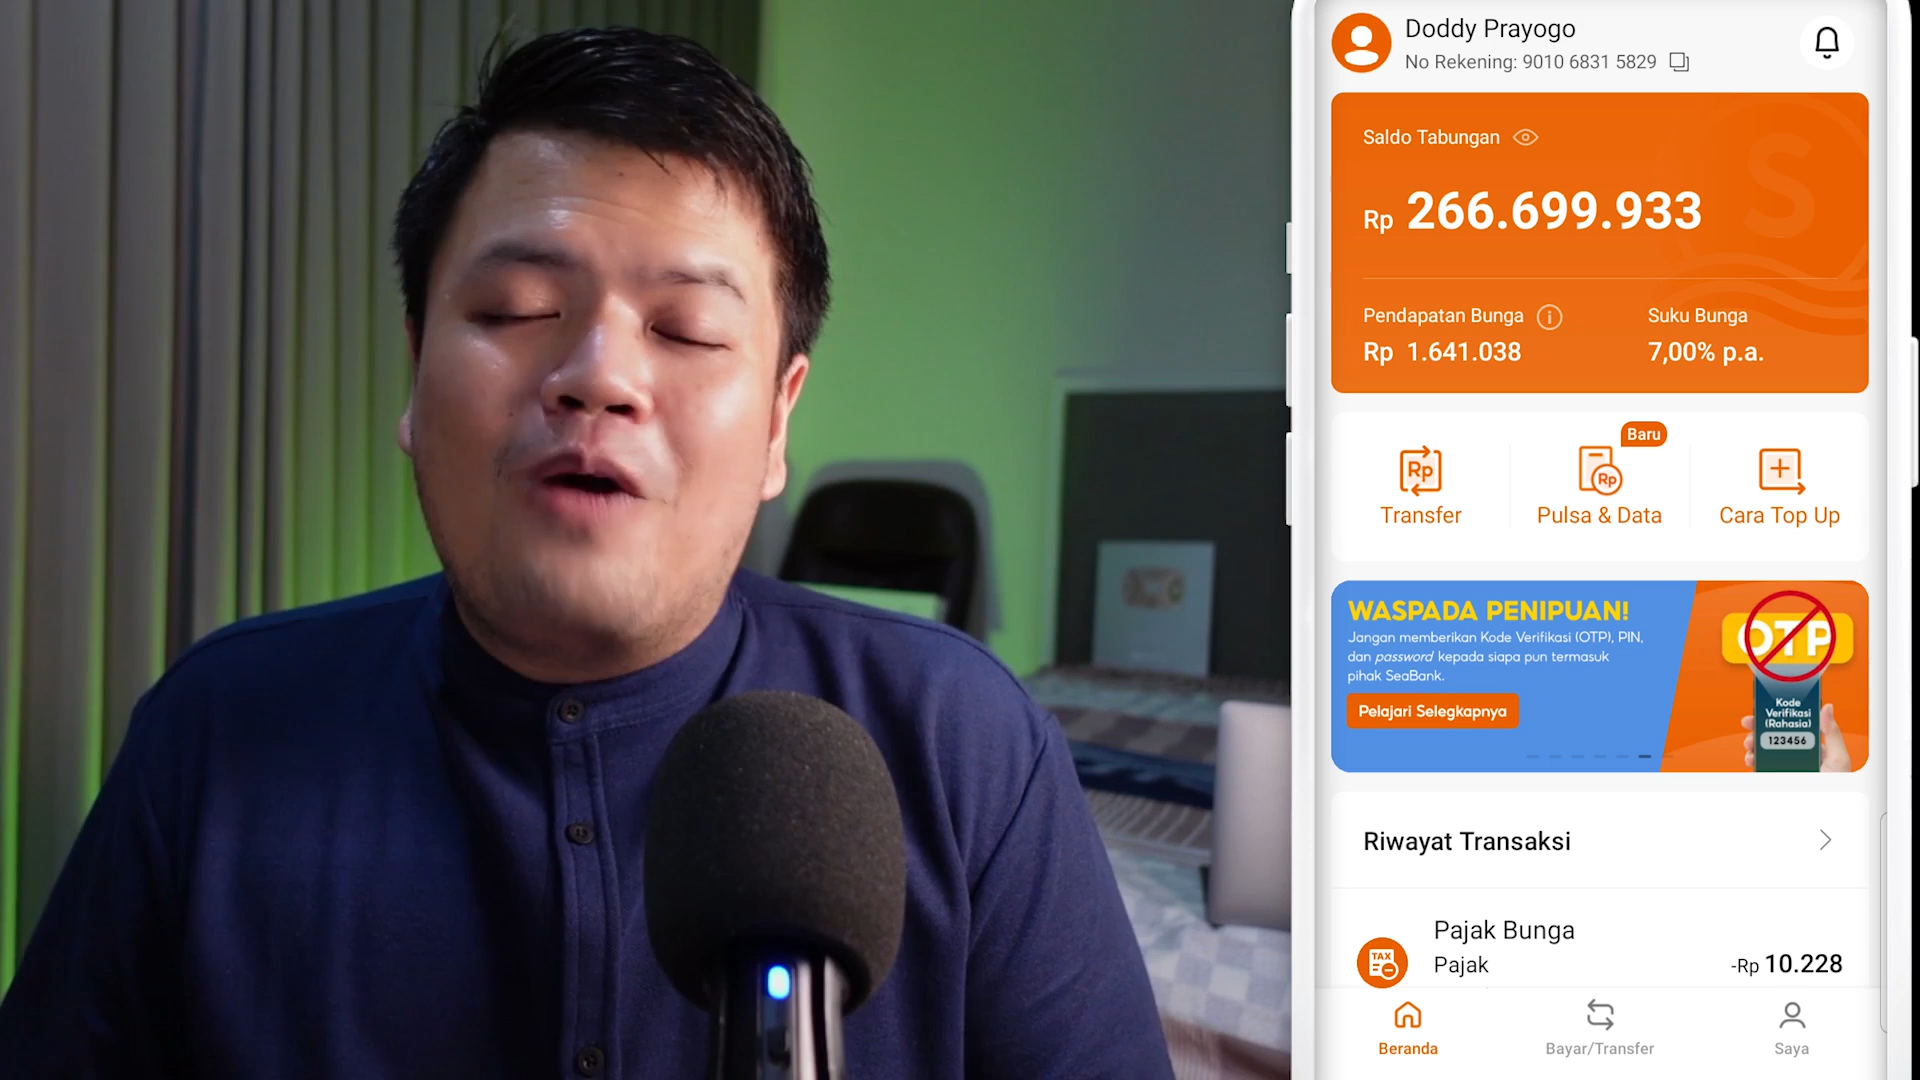 Doddy Prayogo
No Rekening: 9010 6831 5829
Saldo Tabungan
Rp 266.699.933
Pendapatan Bunga
Suku Bunga
Rp 1.641.038
7,00% p.a.
Baru
Rp
Rp
Transfer
Pulsa & Data
Cara Top Up
WASPADA PENIPUAN!
Jangan memberikan Kode Verifikasi (OTP), PIN,
dan password kepada siapa pun termasuk
pihak SeaBank.
Pelajari Selegkapnya
OTP
Kode
Verifikasi
(Rahasia)
123456
Riwayat Transaksi
Pajak Bunga
TAX
Pajak
-Rp 10.228
Beranda
Bayar/Transfer
Saya